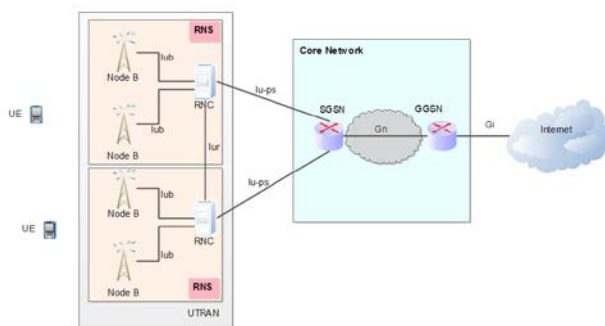 RNS
Iub
Node B
RNC
Iub
Node B
Iur
Iub
Node B
RNC
Iub
Node B
RNS
UTRAN
UE
UE
Iu-ps
Iu-ps
Core Network
SGSN
Gn
GGSN
Gi
Internet